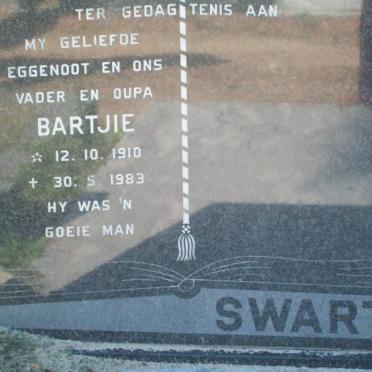 TER GEDAGTENIS AAN
MY GELIEFDE
EGGENOOT EN ONS
VADER EN OUPA
BARTJIE
☆ 12. 10. 1910
✝ 30. 5. 1983
HY WAS 'N
GOEIE MAN
SWART